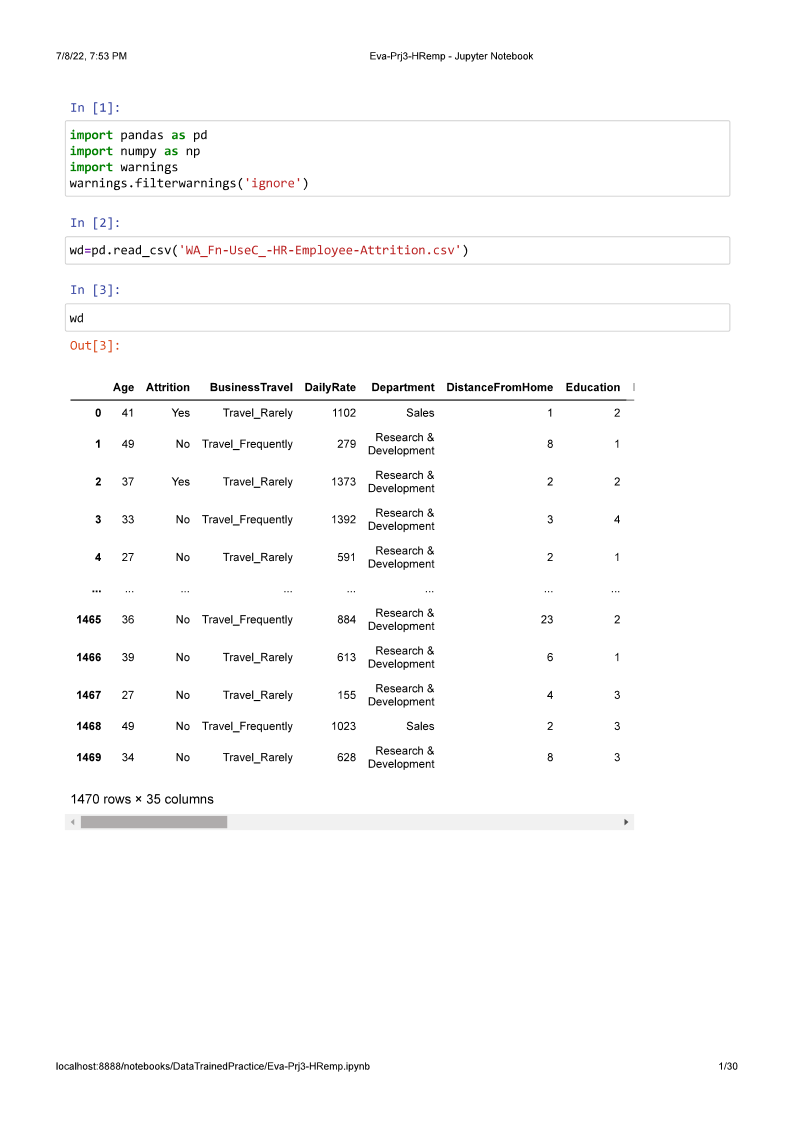 7/8/22, 7:53 PM Eva-Prj3-HRemp - Jupyter Notebook
In [1]:
import pandas as pd
import numpy as np
import warnings
warnings.filterwarnings('ignore')
In [2]:
wd=pd.read_csv('WA_Fn-UseC_-HR-Employee-Attrition.csv')
In [3]:
wd
Out[3]:
Age Attrition BusinessTravel DailyRate Department DistanceFromHome Education
0 41 Yes Travel_Rarely 1102 Sales 1 2
1 49 No Travel_Frequently 279 Research & Development 8 1
2 37 Yes Travel_Rarely 1373 Research & Development 2 2
3 33 No Travel_Frequently 1392 Research & Development 3 4
4 27 No Travel_Rarely 591 Research & Development 2 1
... ... ... ... ... ... ... ...
1465 36 No Travel_Frequently 884 Research & Development 23 2
1466 39 No Travel_Rarely 613 Research & Development 6 1
1467 27 No Travel_Rarely 155 Research & Development 4 3
1468 49 No Travel_Frequently 1023 Sales 2 3
1469 34 No Travel_Rarely 628 Research & Development 8 3
1470 rows × 35 columns
localhost:8888/notebooks/DataTrainedPractice/Eva-Prj3-HRemp.ipynb 1/30